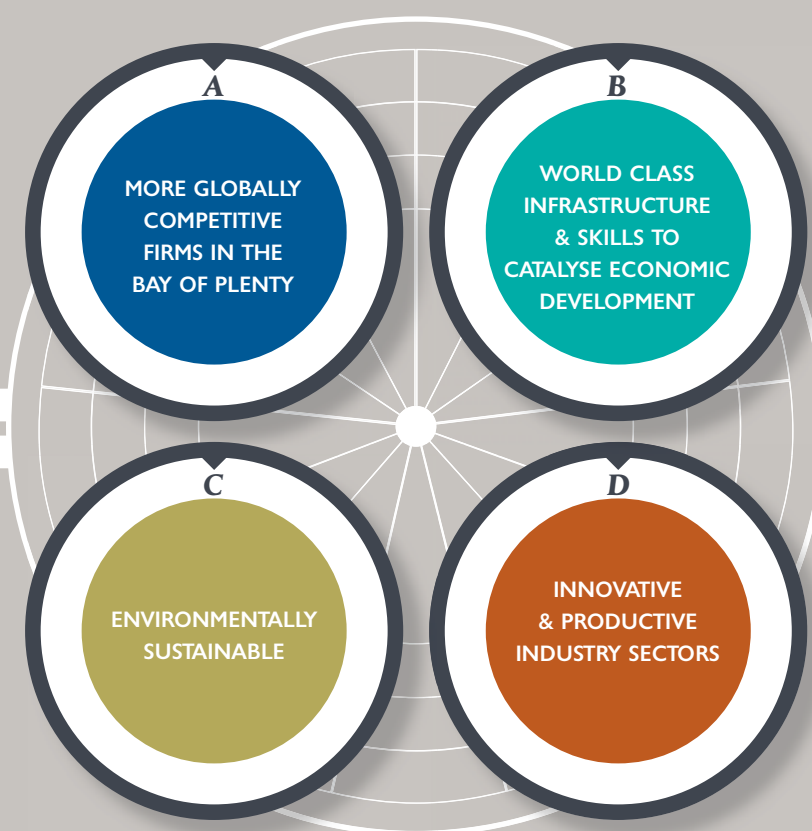 A
MORE GLOBALLY
COMPETITIVE
FIRMS IN THE
BAY OF PLENTY
B
WORLD CLASS
INFRASTRUCTURE
& SKILLS TO
CATALYSE ECONOMIC
DEVELOPMENT
C
ENVIRONMENTALLY
SUSTAINABLE
D
INNOVATIVE
& PRODUCTIVE
INDUSTRY SECTORS